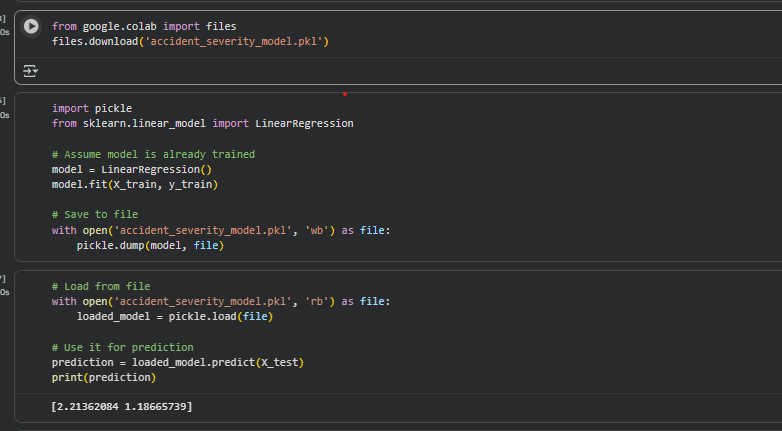 ]
0s
from google.colab import files
files.download('accident_severity_model.pkl')
]
0s
import pickle
from sklearn.linear_model import LinearRegression
# Assume model is already trained
model = LinearRegression()
model.fit(X_train, y_train)
# Save to file
with open('accident_severity_model.pkl', 'wb') as file:
    pickle.dump(model, file)
]
0s
# Load from file
with open('accident_severity_model.pkl', 'rb') as file:
    loaded_model = pickle.load(file)
# Use it for prediction
prediction = loaded_model.predict(X_test)
print(prediction)
[2.21362084 1.18665739]